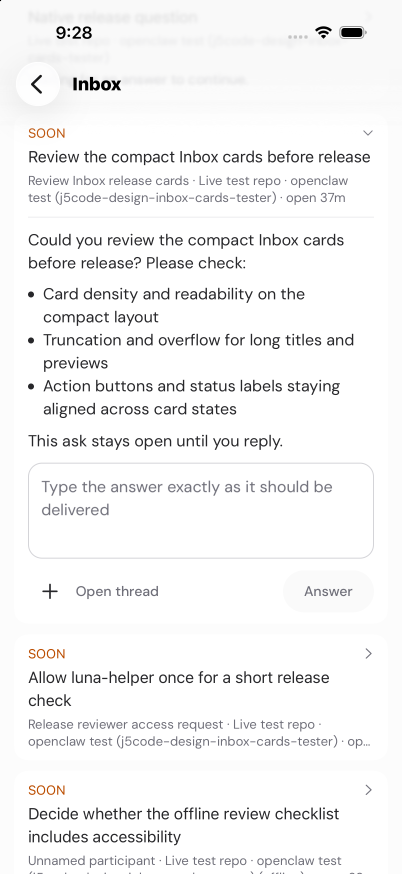 Native release question
9:28
Inbox
SOON
Review the compact Inbox cards before release
Review Inbox release cards · Live test repo · openclaw
test (j5code-design-inbox-cards-tester) · open 37m
Could you review the compact Inbox cards
before release? Please check:
• Card density and readability on the
compact layout
• Truncation and overflow for long titles and
previews
• Action buttons and status labels staying
aligned across card states
This ask stays open until you reply.
Type the answer exactly as it should be
delivered
Open thread
Answer
SOON
Allow luna-helper once for a short release
check
Release reviewer access request · Live test repo ·
openclaw test (j5code-design-inbox-cards-tester) · op…
SOON
Decide whether the offline review checklist
includes accessibility
Unnamed participant · Live test repo · openclaw test